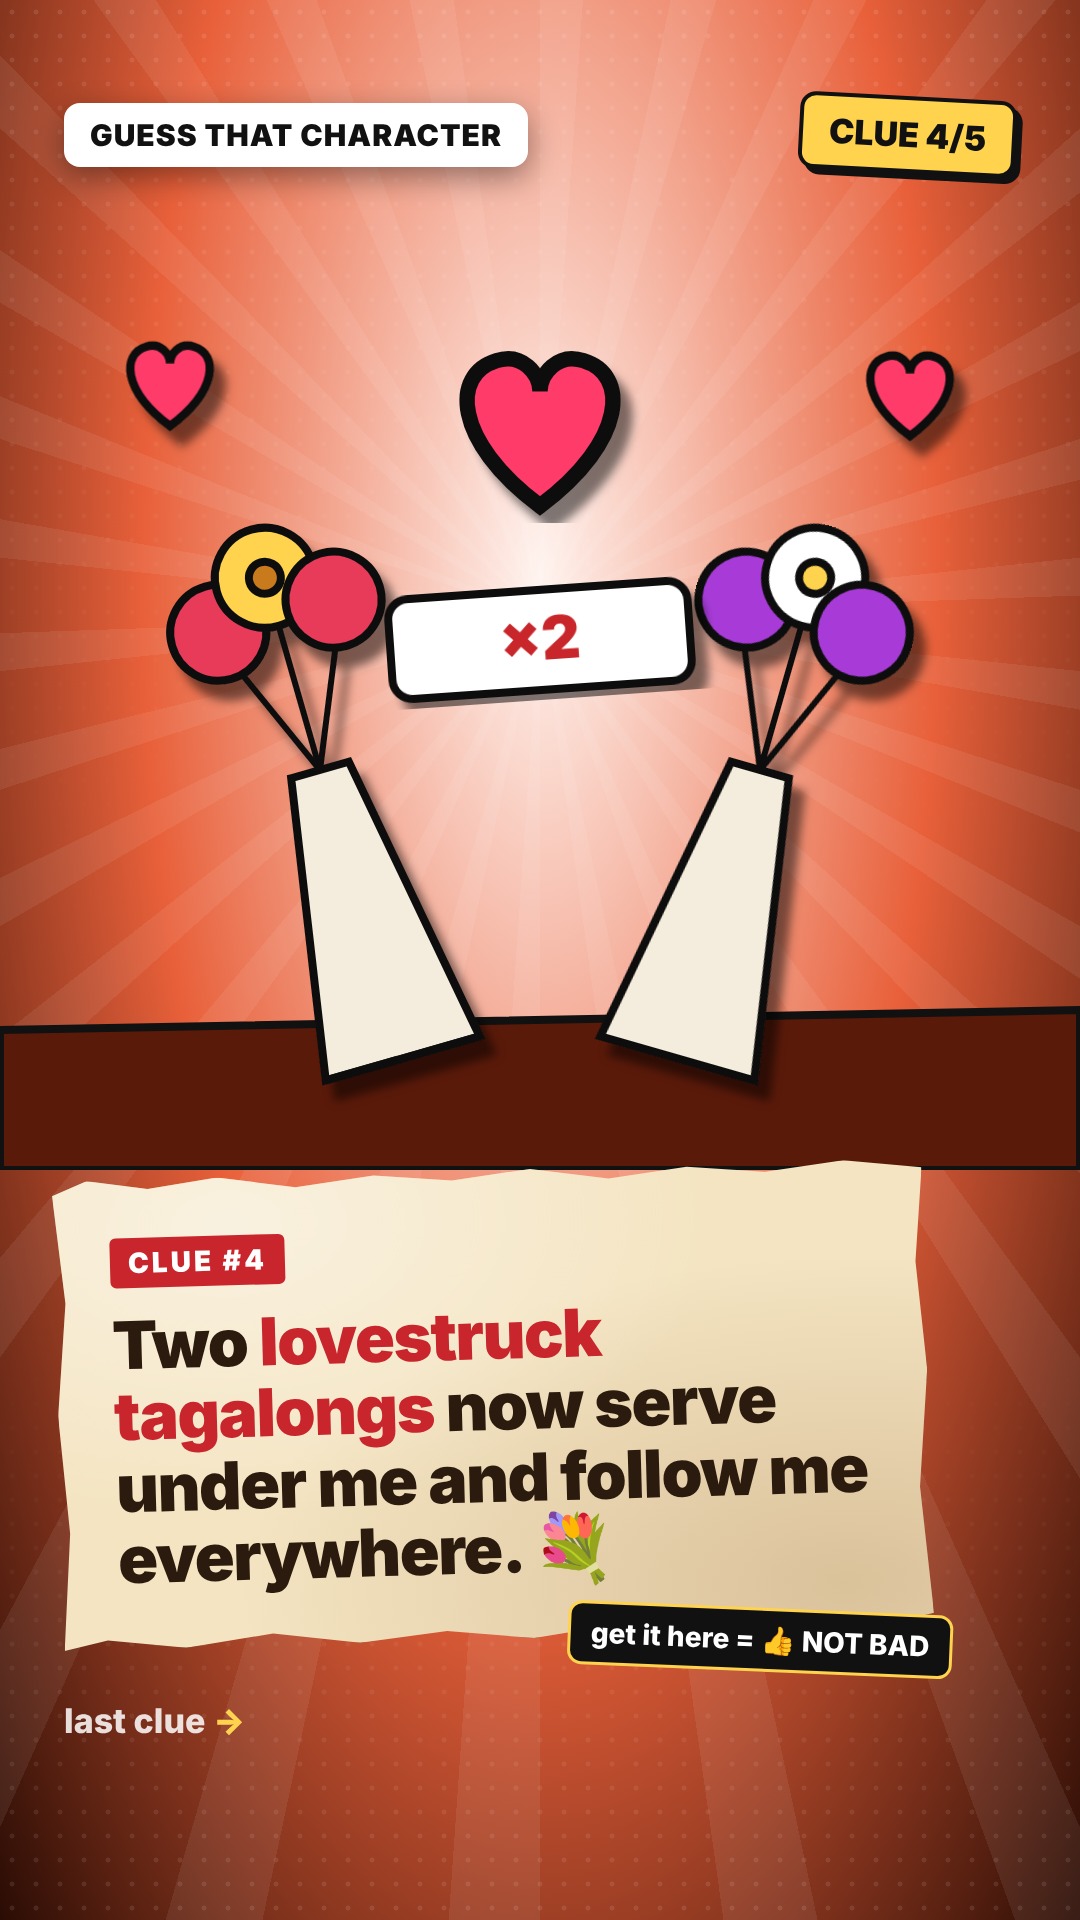 GUESS THAT CHARACTER
CLUE 4/5
×2
CLUE #4
Two lovestruck
tagalongs now serve
under me and follow me
everywhere. 💐
get it here = 👍 NOT BAD
last clue →